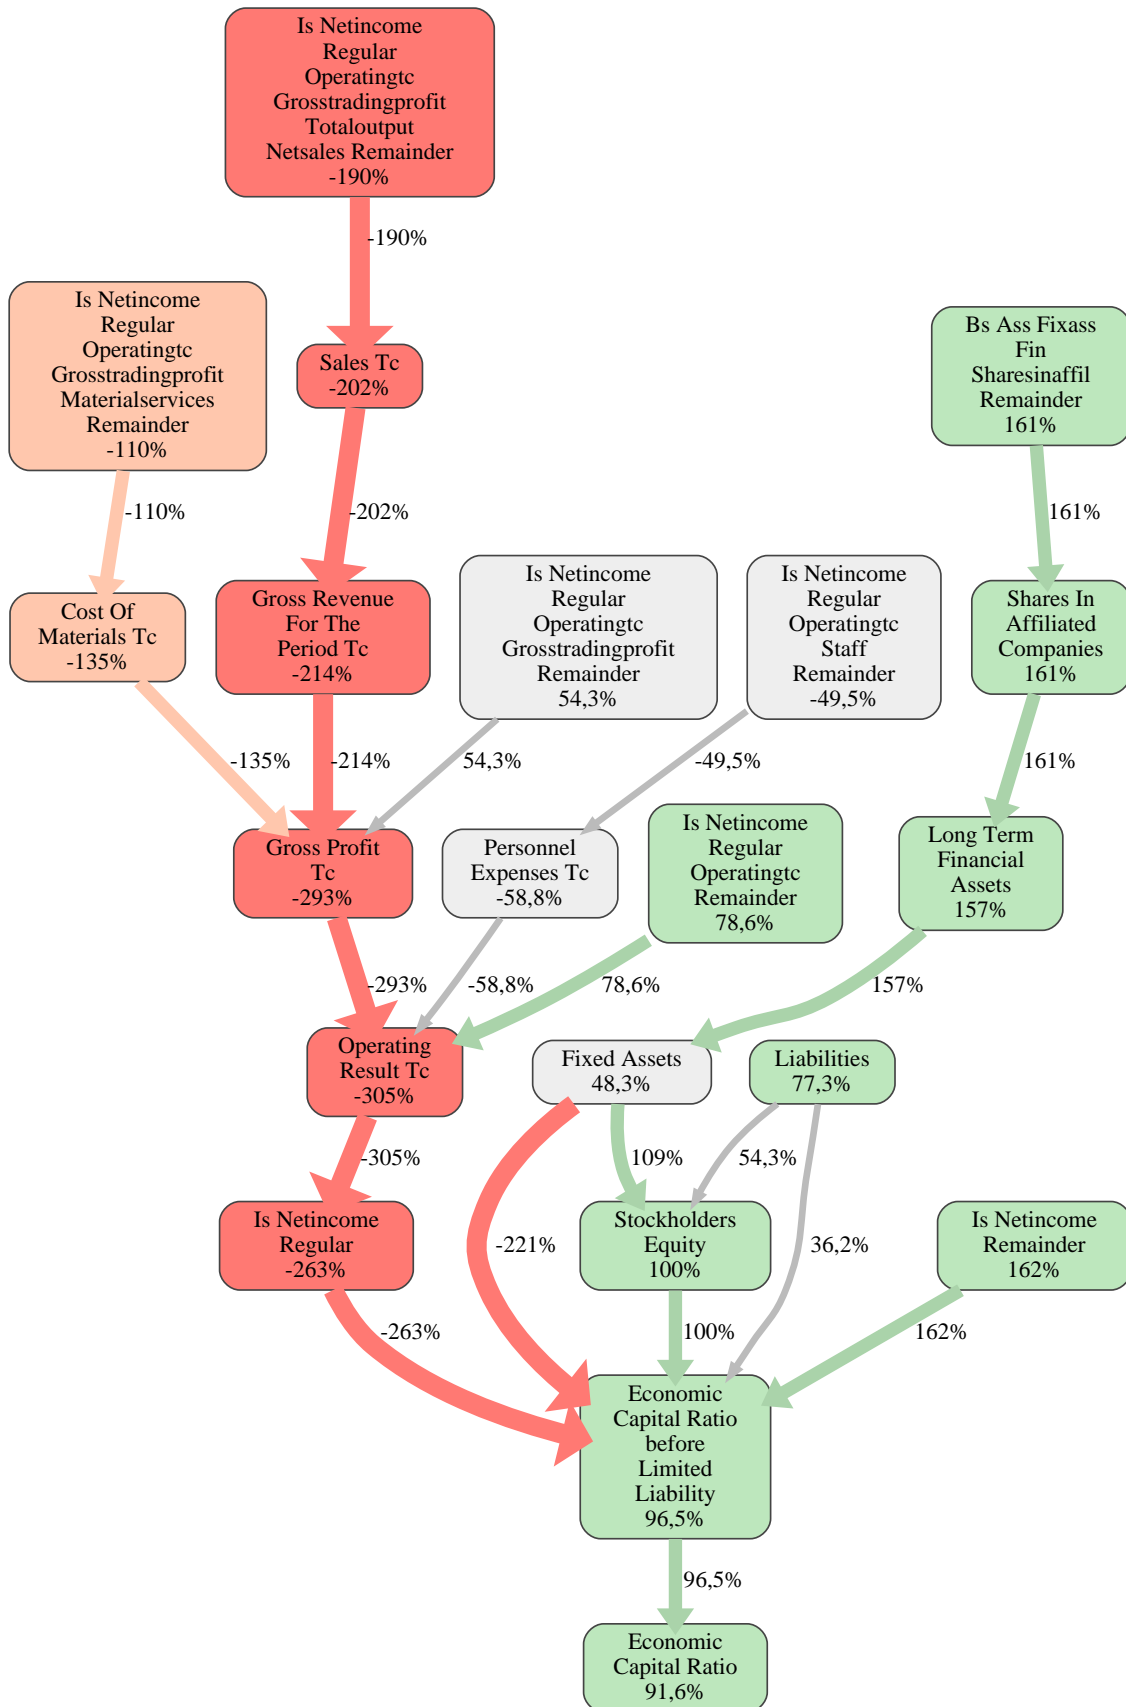 Is Netincome
Regular
Operatingtc
Grosstradingprofit
Totaloutput
Netsales Remainder
-190%
-190%
Is Netincome
Regular
Operatingtc
Grosstradingprofit
Materialservices
Remainder
-110%
Sales Tc
-202%
Bs Ass Fixass
Fin
Sharesinaffil
Remainder
161%
-110%
-202%
161%
Cost Of
Materials Tc
-135%
Gross Revenue
For The
Period Tc
-214%
Is Netincome
Regular
Operatingtc
Grosstradingprofit
Remainder
54,3%
Is Netincome
Regular
Operatingtc
Staff
Remainder
-49,5%
Shares In
Affiliated
Companies
161%
-135%
-214%
54,3%
-49,5%
161%
Gross Profit
Tc
-293%
Personnel
Expenses Tc
-58,8%
Is Netincome
Regular
Operatingtc
Remainder
78,6%
Long Term
Financial
Assets
157%
-293%
-58,8%
78,6%
157%
Operating
Result Tc
-305%
Fixed Assets
48,3%
Liabilities
77,3%
-305%
109%
54,3%
Is Netincome
Regular
-263%
-221%
Stockholders
Equity
100%
36,2%
Is Netincome
Remainder
162%
-263%
100%
162%
Economic
Capital Ratio
before
Limited
Liability
96,5%
96,5%
Economic
Capital Ratio
91,6%